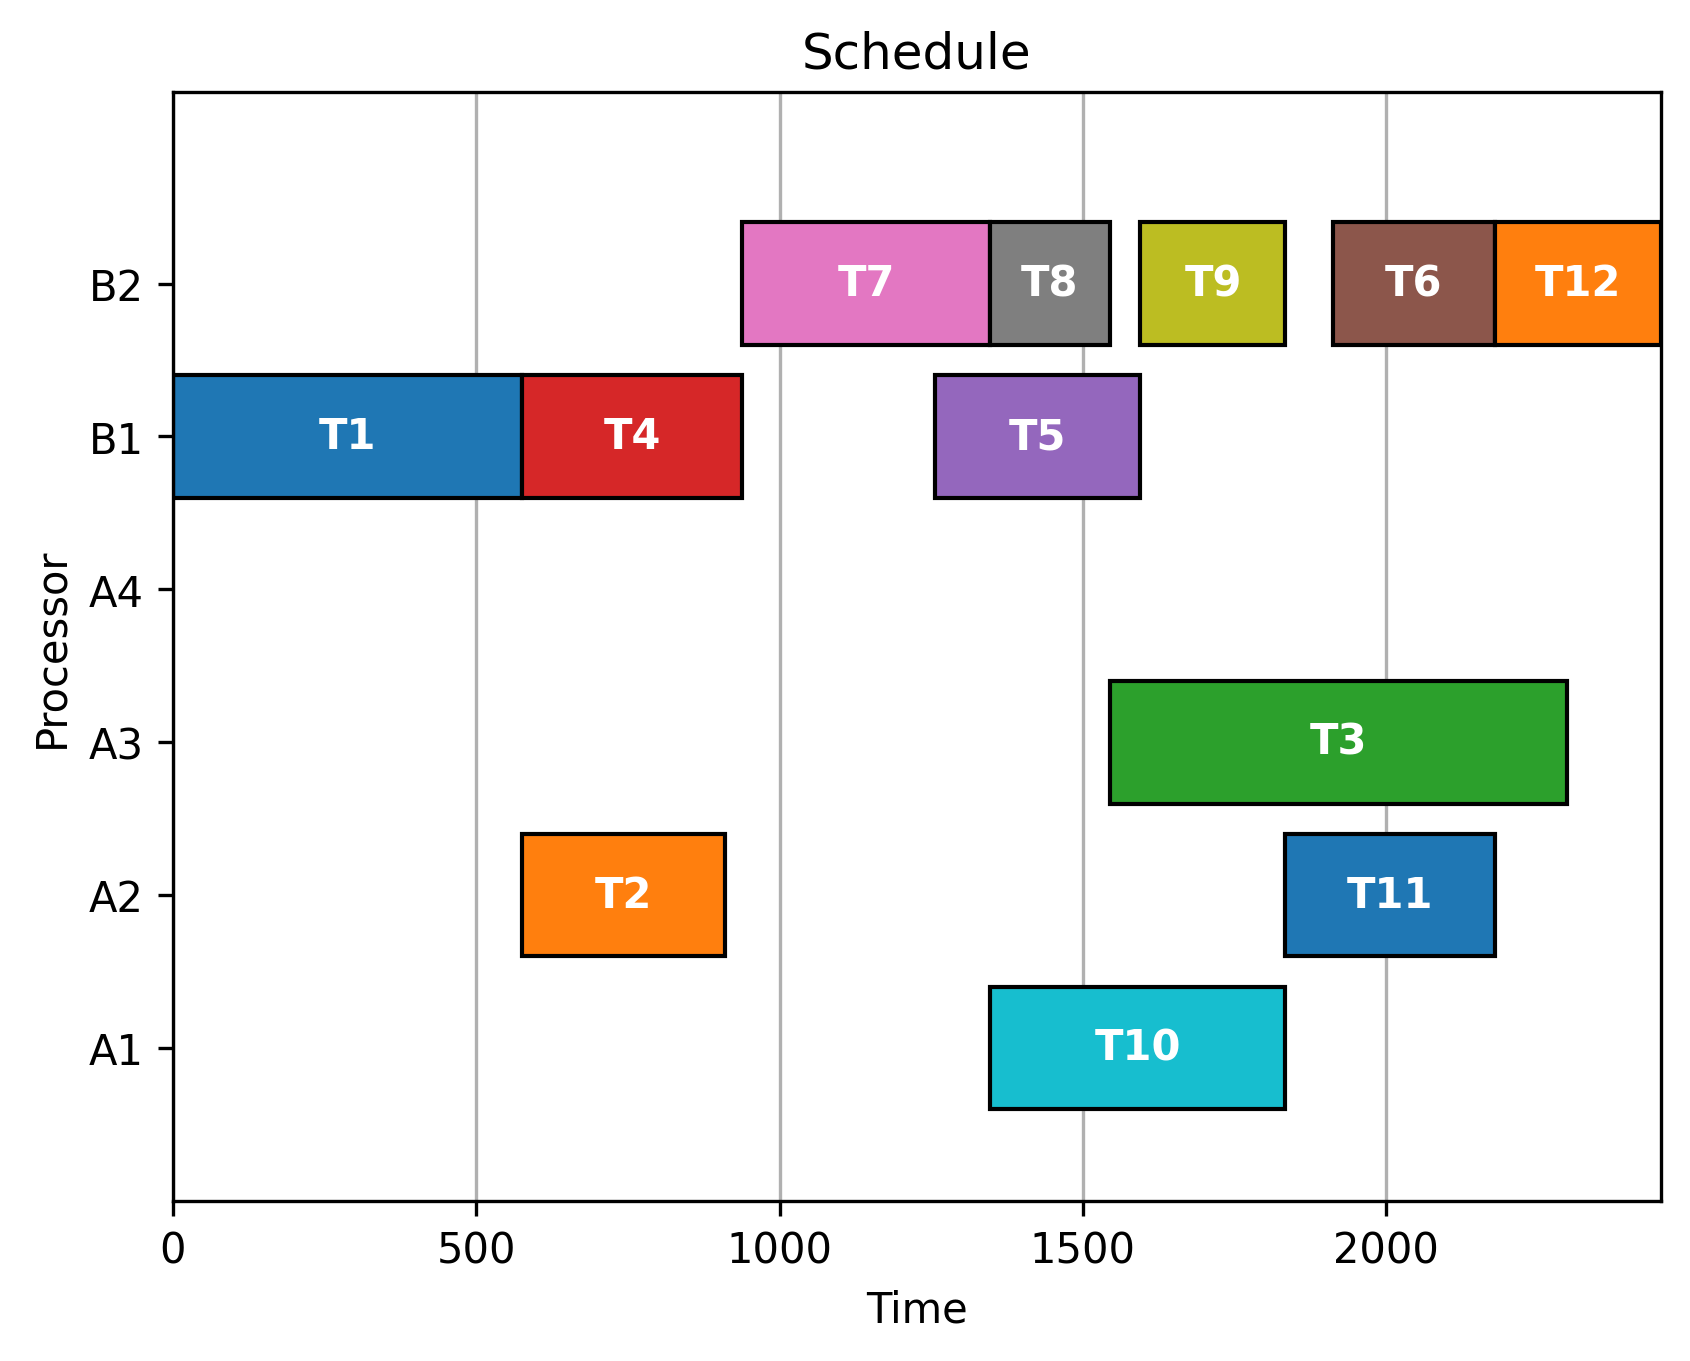 Schedule
B2
T7 T8 T9 T6 T12
B1
T1 T4 T5
A4
A3
T3
A2
T2 T11
A1
T10
Processor
0 500 1000 1500 2000
Time